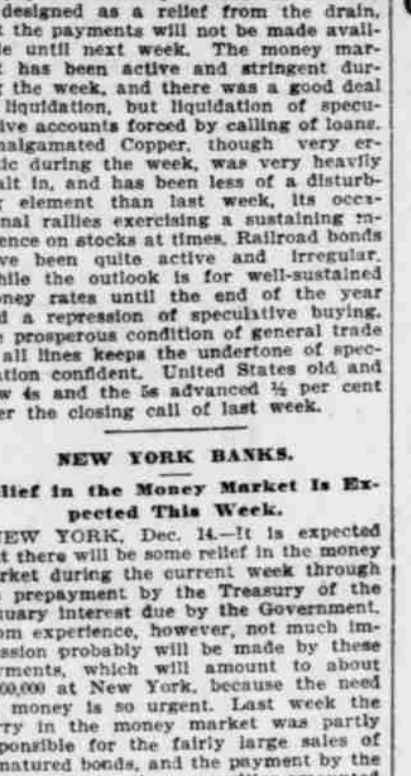 designed as a relief from the drain,
t the payments will not be made avail-
le until next week. The money mar-
t has been active and stringent dur-
g the week, and there was a good deal
liquidation, but liquidation of specu-
ive accounts forced by calling of loans.
malgamated Copper, though very er-
tic during the week, was very heavily
alt in, and has been less of a disturb-
g element than last week, its occa-
nal rallies exercising a sustaining in-
ence on stocks at times. Railroad bonds
ve been quite active and irregular.
hile the outlook is for well-sustained
oney rates until the end of the year
d a repression of speculative buying.
e prosperous condition of general trade
all lines keeps the undertone of spec-
ation confident. United States old and
w 4s and the 5s advanced ½ per cent
er the closing call of last week.
NEW YORK BANKS.
lief in the Money Market Is Ex-
pected This Week.
NEW YORK, Dec. 14.—It is expected
t there will be some relief in the money
rket during the current week through
prepayment by the Treasury of the
nuary interest due by the Government.
om experience, however, not much im-
ession probably will be made by these
yments, which will amount to about
000,000 at New York, because the need
money is so urgent. Last week the
rry in the money market was partly
ponsible for the fairly large sales of
matured bonds, and the payment by the